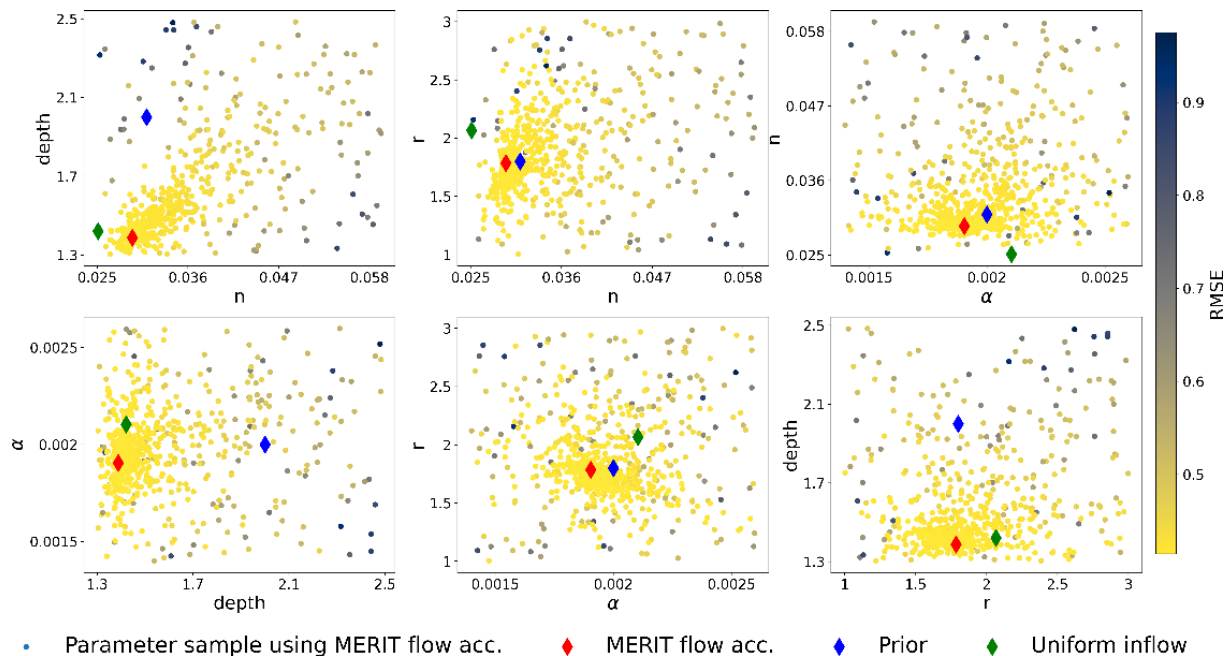 2.5
2.1
1.7
1.3
depth
0.025 0.036 0.047 0.058
n
3.0
2.5
2.0
1.5
1
r
0.025 0.036 0.047 0.058
n
0.058
0.047
0.036
0.025
n
0.0015 0.002 0.0025
α
0.9
0.8
0.7
0.6
0.5
RMSE
0.0025
0.002
0.0015
α
1.3 1.7 2.1 2.5
depth
3.0
2.5
2
1.5
1.0
r
0.0015 0.002 0.0025
α
2.5
2.1
1.7
1.3
depth
1 1.5 2 2.5 3
r
Parameter sample using MERIT flow acc. MERIT flow acc. Prior Uniform inflow